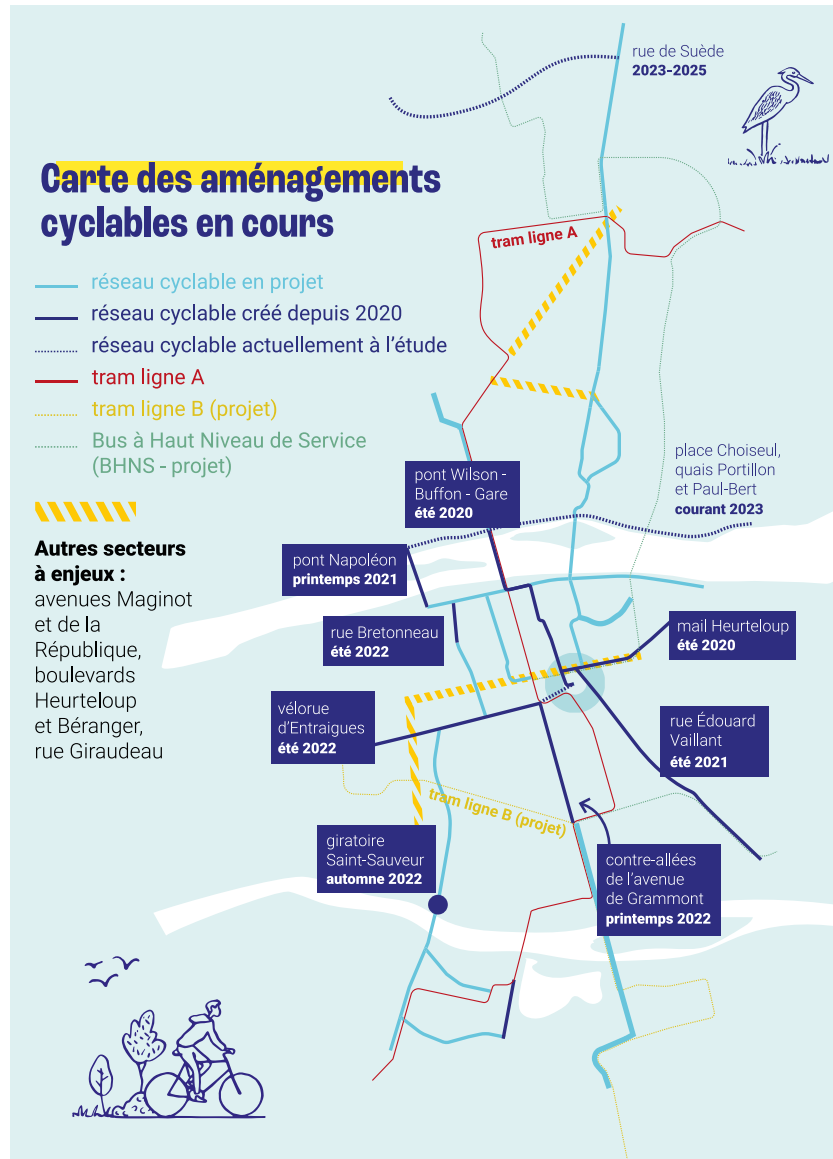 Carte des aménagements
cyclables en cours
réseau cyclable en projet
réseau cyclable créé depuis 2020
réseau cyclable actuellement à l'étude
tram ligne A
tram ligne B (projet)
Bus à Haut Niveau de Service
(BHNS - projet)
Autres secteurs
à enjeux :
avenues Maginot
et de la
République,
boulevards
Heurteloup
et Béranger,
rue Giraudeau
rue de Suède
2023-2025
tram ligne A
place Choiseul,
quais Portillon
et Paul-Bert
courant 2023
pont Wilson -
Buffon - Gare
été 2020
pont Napoléon
printemps 2021
rue Bretonneau
été 2022
mail Heurteloup
été 2020
vélorue
d'Entraigues
été 2022
rue Édouard
Vaillant
été 2021
tram ligne B (projet)
giratoire
Saint-Sauveur
automne 2022
contre-allées
de l'avenue
de Grammont
printemps 2022